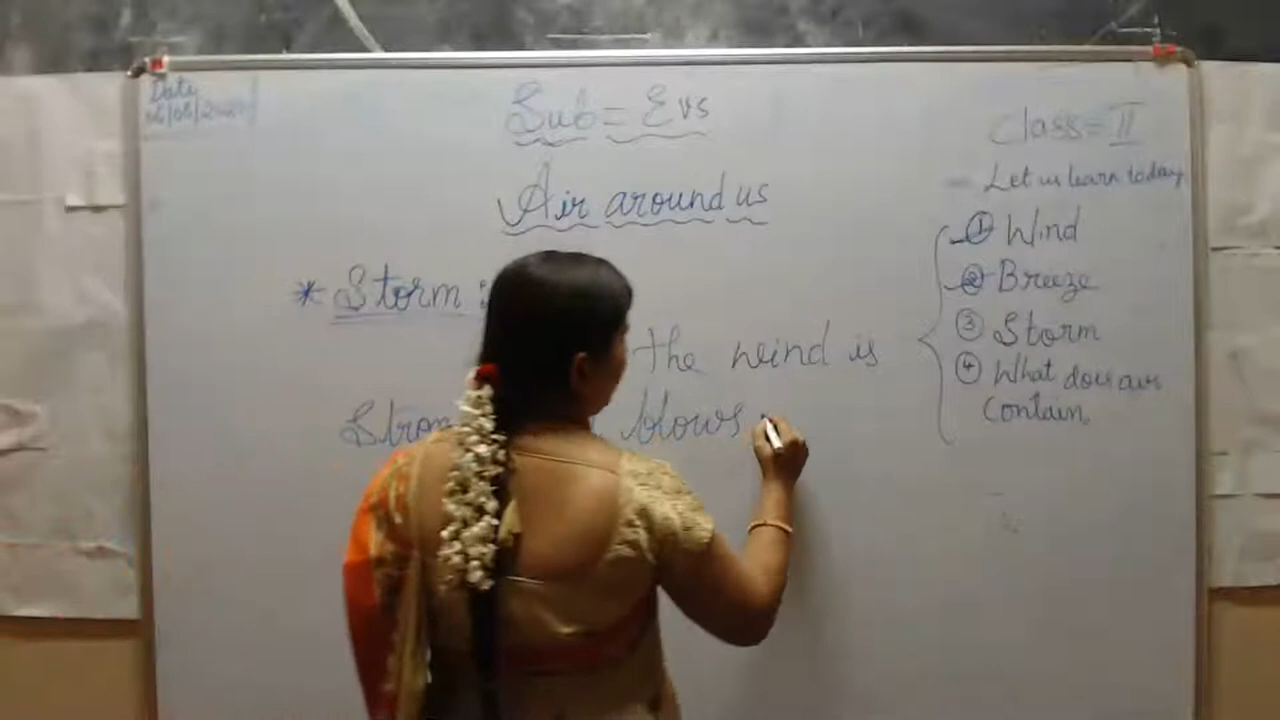 Date
Sub = Evs
Class = II
Air around us
Let us learn today
① Wind
② Breeze
③ Storm
④ What does air
Contain
* Storm :
the wind is
blows